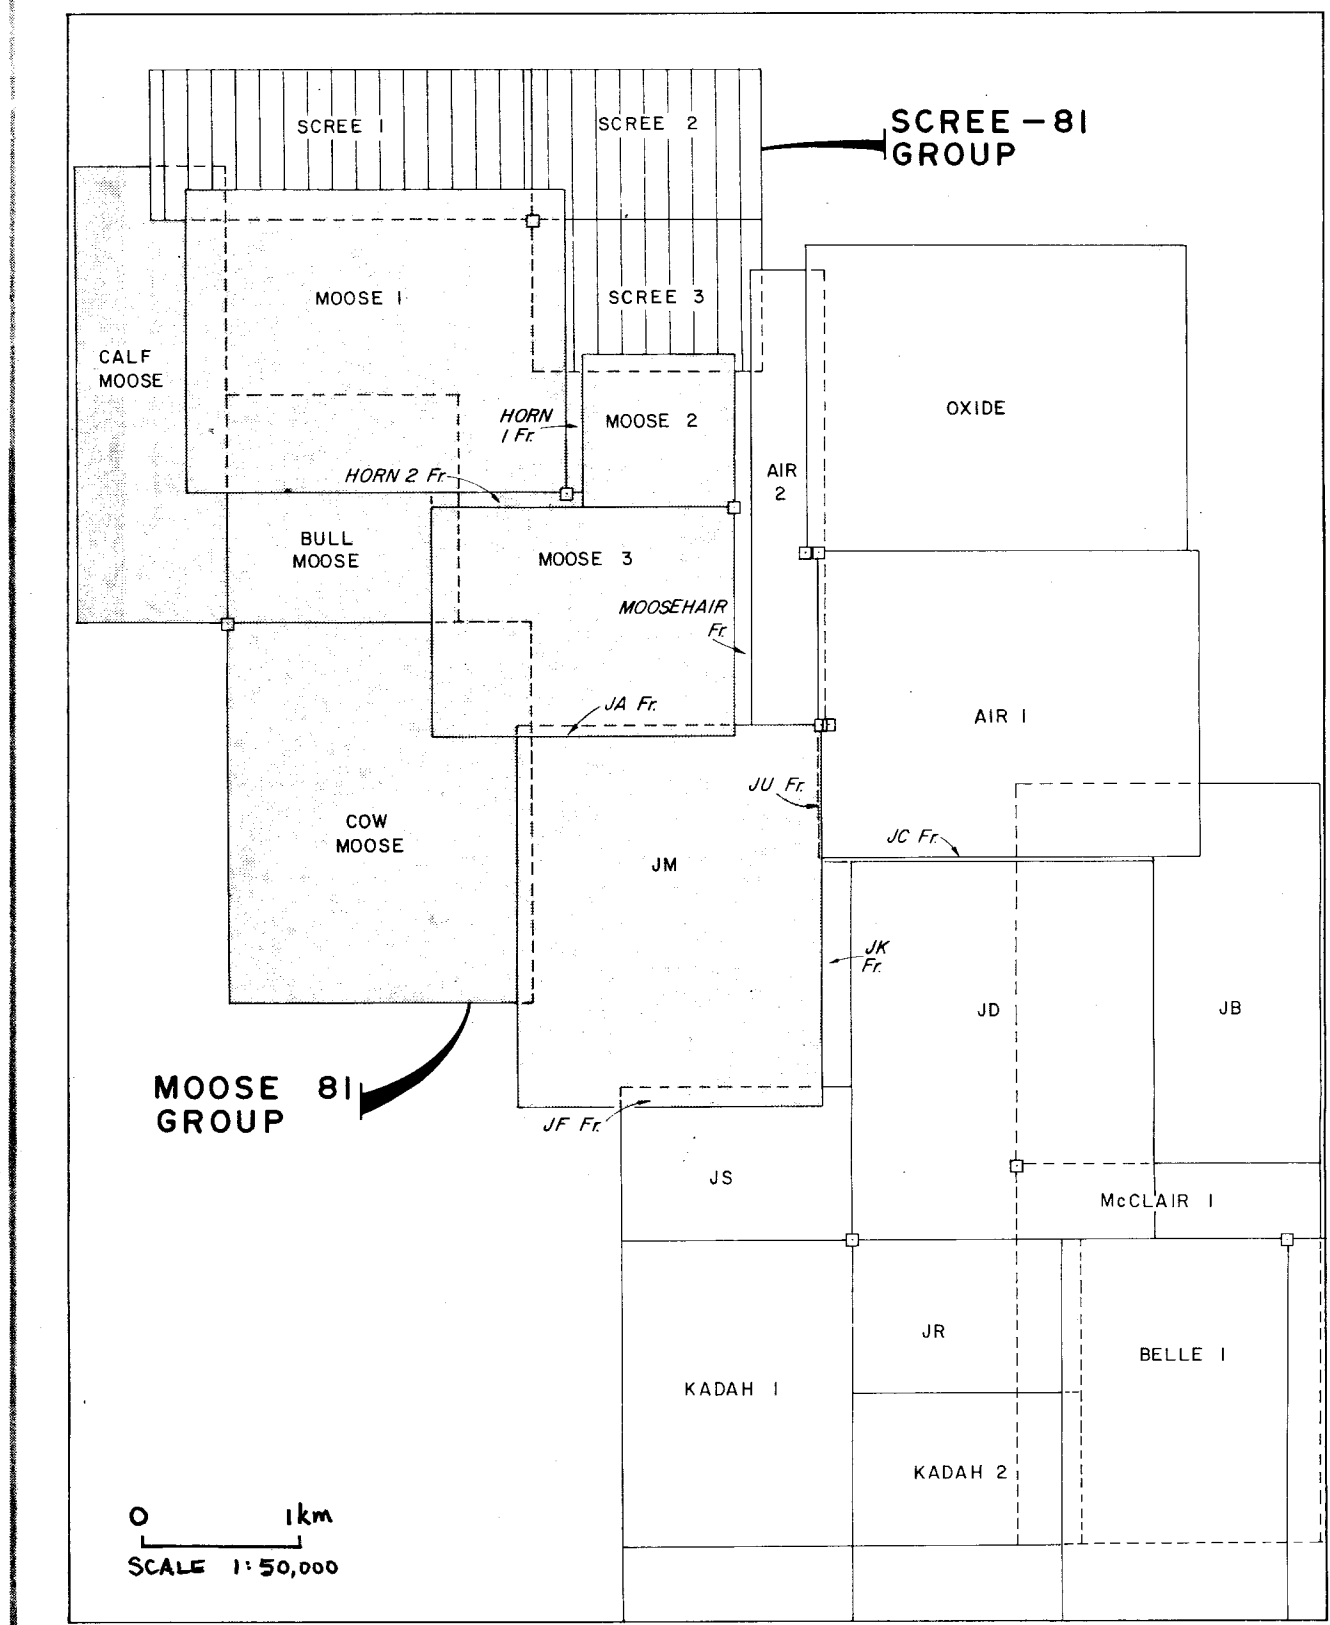 SCREE 1
SCREE 2
SCREE-81
GROUP
MOOSE 1
SCREE 3
CALF
MOOSE
HORN
1 Fr.
MOOSE 2
OXIDE
AIR
2
HORN 2 Fr.
BULL
MOOSE
MOOSE 3
MOOSEHAIR
Fr.
JA Fr.
AIR 1
JU Fr.
COW
MOOSE
JC Fr.
JM
JK
Fr.
JD
JB
MOOSE 81
GROUP
JF Fr.
JS
McCLAIR 1
JR
BELLE 1
KADAH 1
KADAH 2
0 1km
SCALE 1:50,000